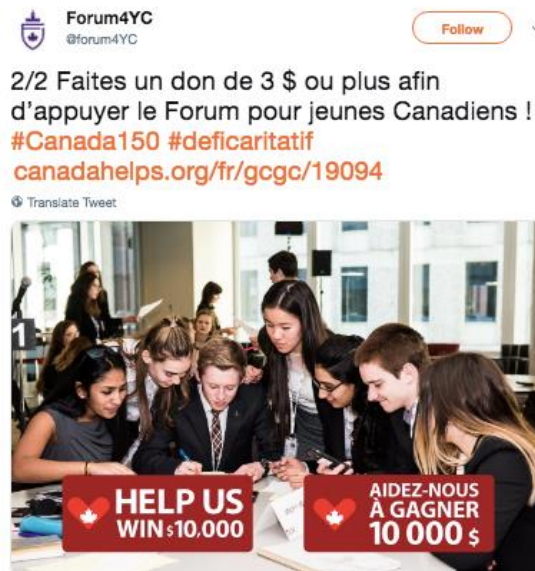 Forum4YC
@forum4YC
Follow
2/2 Faites un don de 3 $ ou plus afin
d'appuyer le Forum pour jeunes Canadiens !
#Canada150 #deficaritatif
canadahelps.org/fr/gcgc/19094
Translate Tweet
1
HELP US
WIN $10,000
AIDEZ-NOUS
À GAGNER
10 000 $